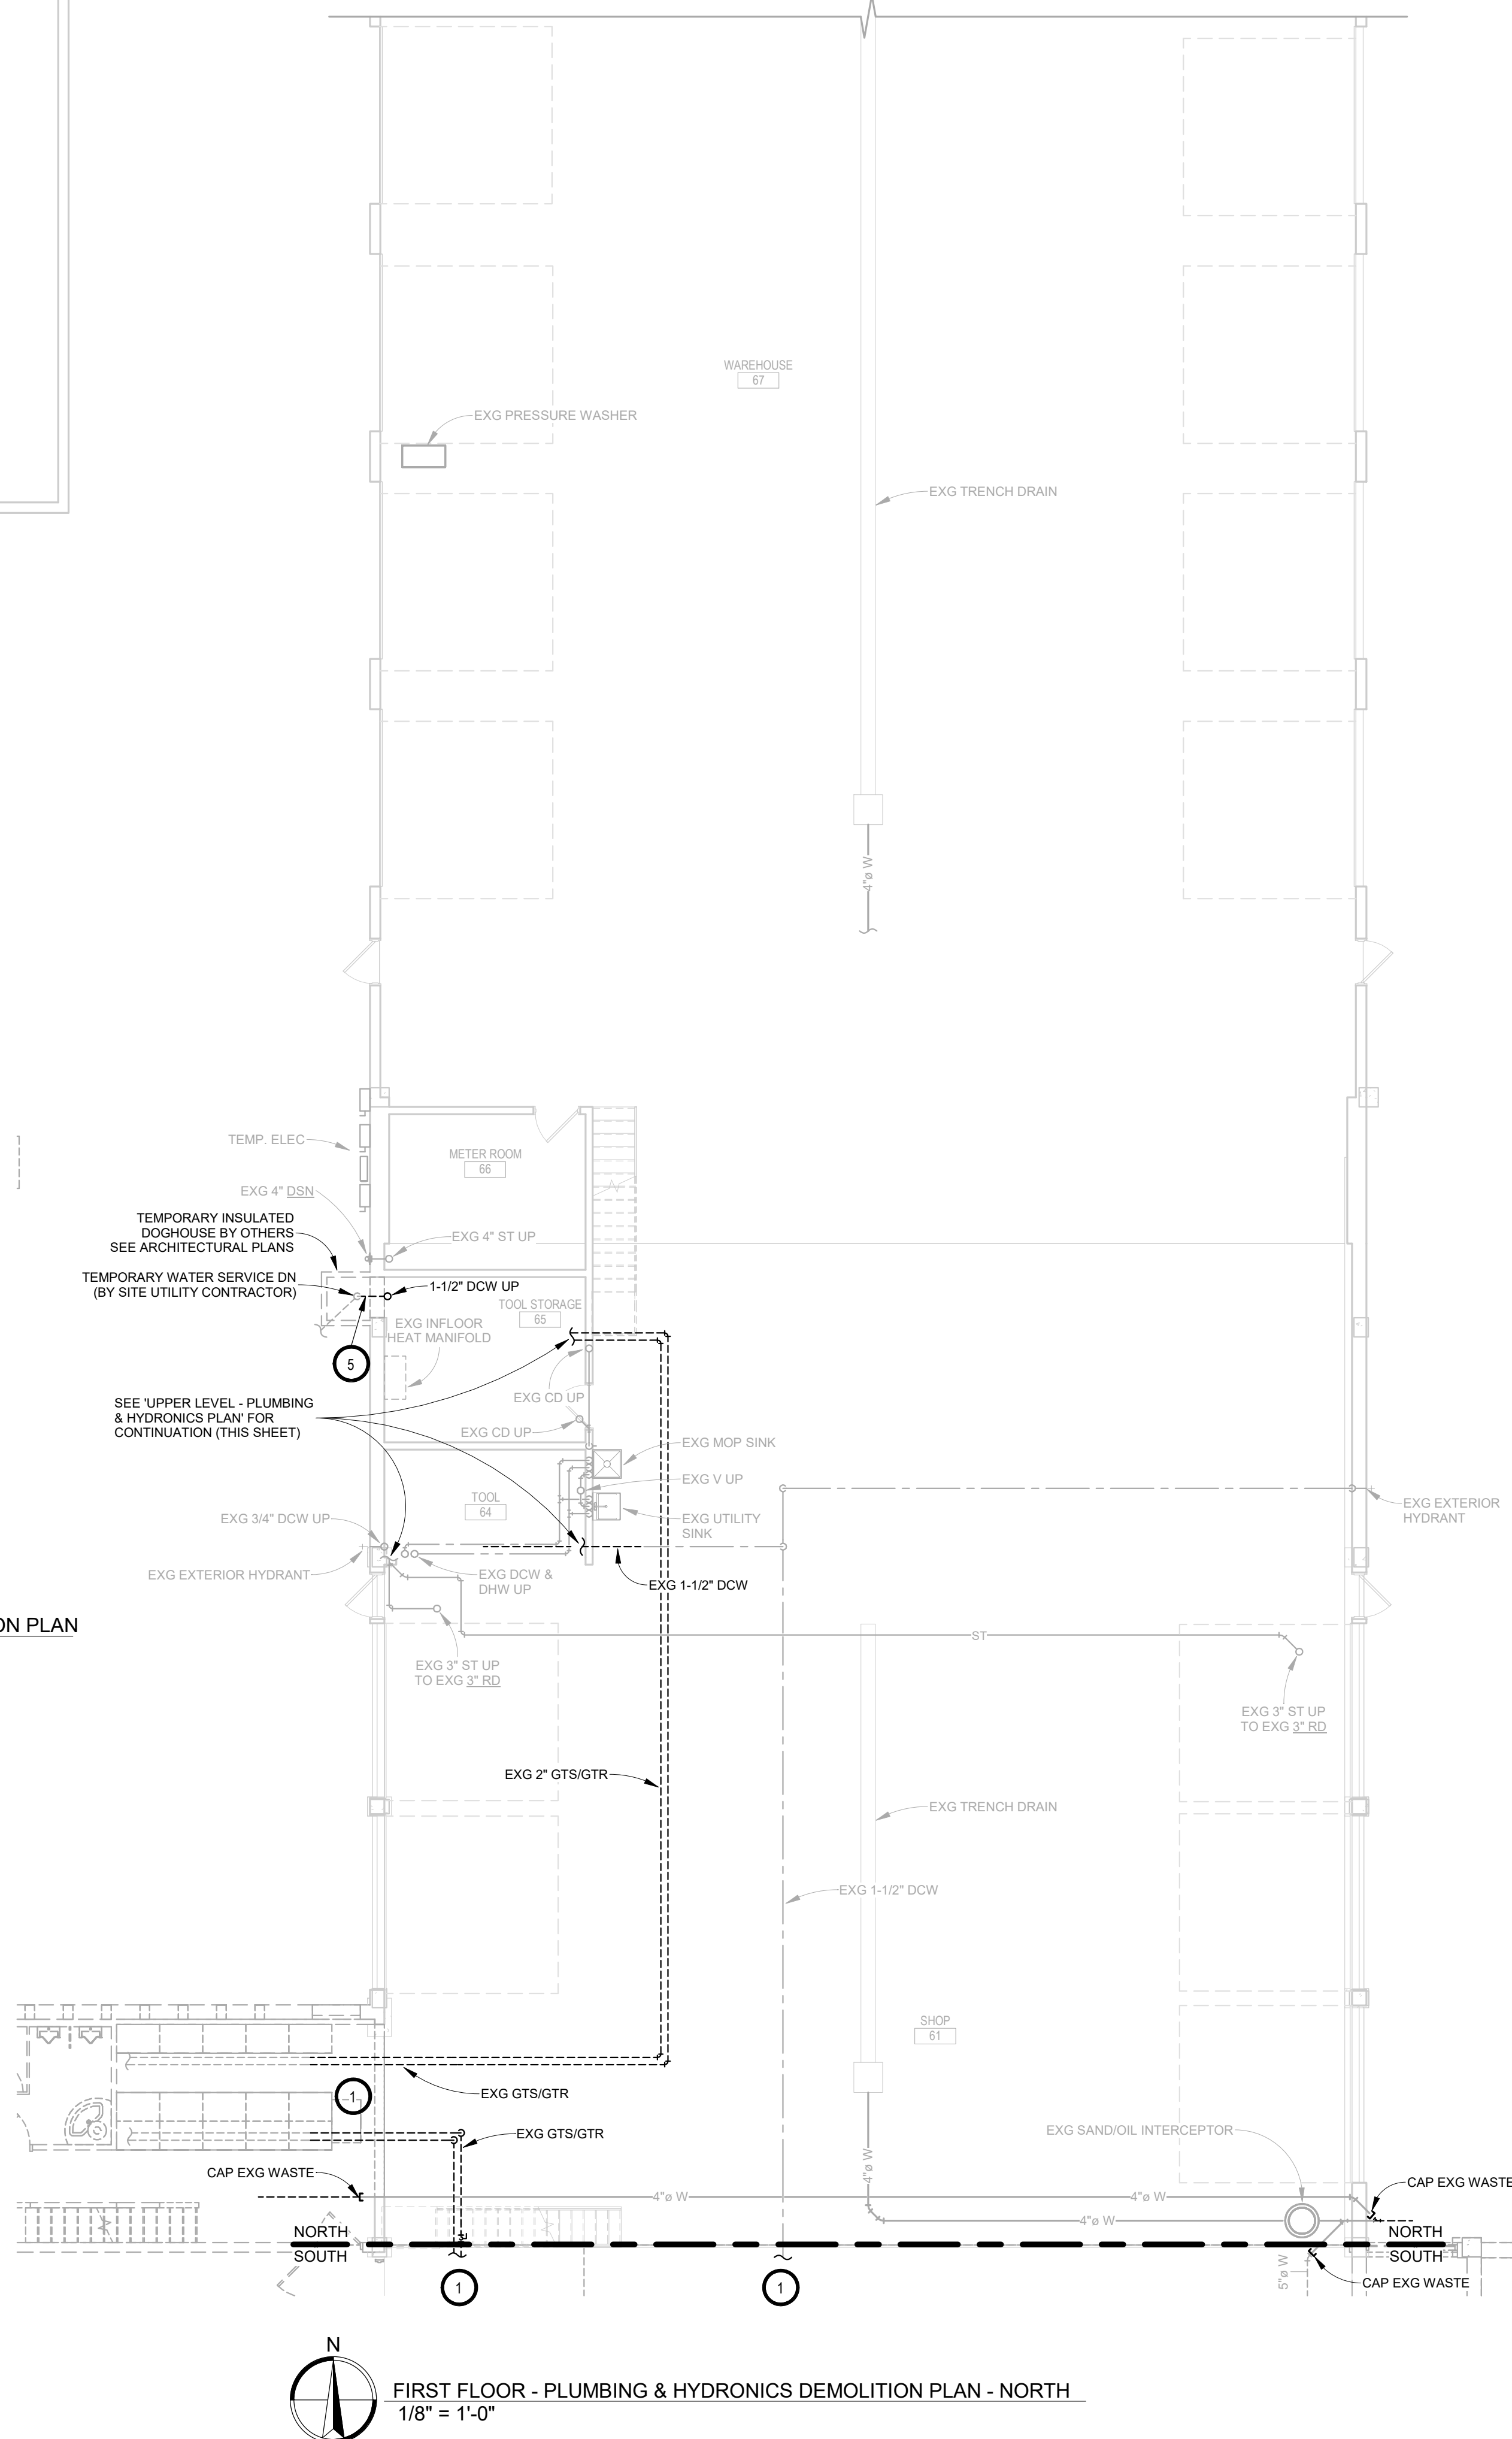 WAREHOUSE
67
EXG PRESSURE WASHER
EXG TRENCH DRAIN
4"ø W
TEMP. ELEC
METER ROOM
66
EXG 4" DSN
TEMPORARY INSULATED
DOGHOUSE BY OTHERS
SEE ARCHITECTURAL PLANS
EXG 4" ST UP
TEMPORARY WATER SERVICE DN
(BY SITE UTILITY CONTRACTOR)
1-1/2" DCW UP
TOOL STORAGE
65
EXG INFLOOR
HEAT MANIFOLD
5
SEE 'UPPER LEVEL - PLUMBING
& HYDRONICS PLAN' FOR
CONTINUATION (THIS SHEET)
EXG CD UP
EXG CD UP
EXG MOP SINK
EXG V UP
TOOL
64
EXG UTILITY
SINK
EXG EXTERIOR
HYDRANT
EXG 3/4" DCW UP
EXG EXTERIOR HYDRANT
EXG DCW &
DHW UP
EXG 1-1/2" DCW
ON PLAN
ST
EXG 3" ST UP
TO EXG 3" RD
EXG 3" ST UP
TO EXG 3" RD
EXG 2" GTS/GTR
EXG TRENCH DRAIN
EXG 1-1/2" DCW
SHOP
61
EXG GTS/GTR
1
EXG GTS/GTR
EXG SAND/OIL INTERCEPTOR
4"ø W
CAP EXG WASTE
CAP EXG WASTE
4"ø W
4"ø W
4"ø W
NORTH
SOUTH
NORTH
SOUTH
5"ø W
CAP EXG WASTE
1
1
N
FIRST FLOOR - PLUMBING & HYDRONICS DEMOLITION PLAN - NORTH
1/8" = 1'-0"